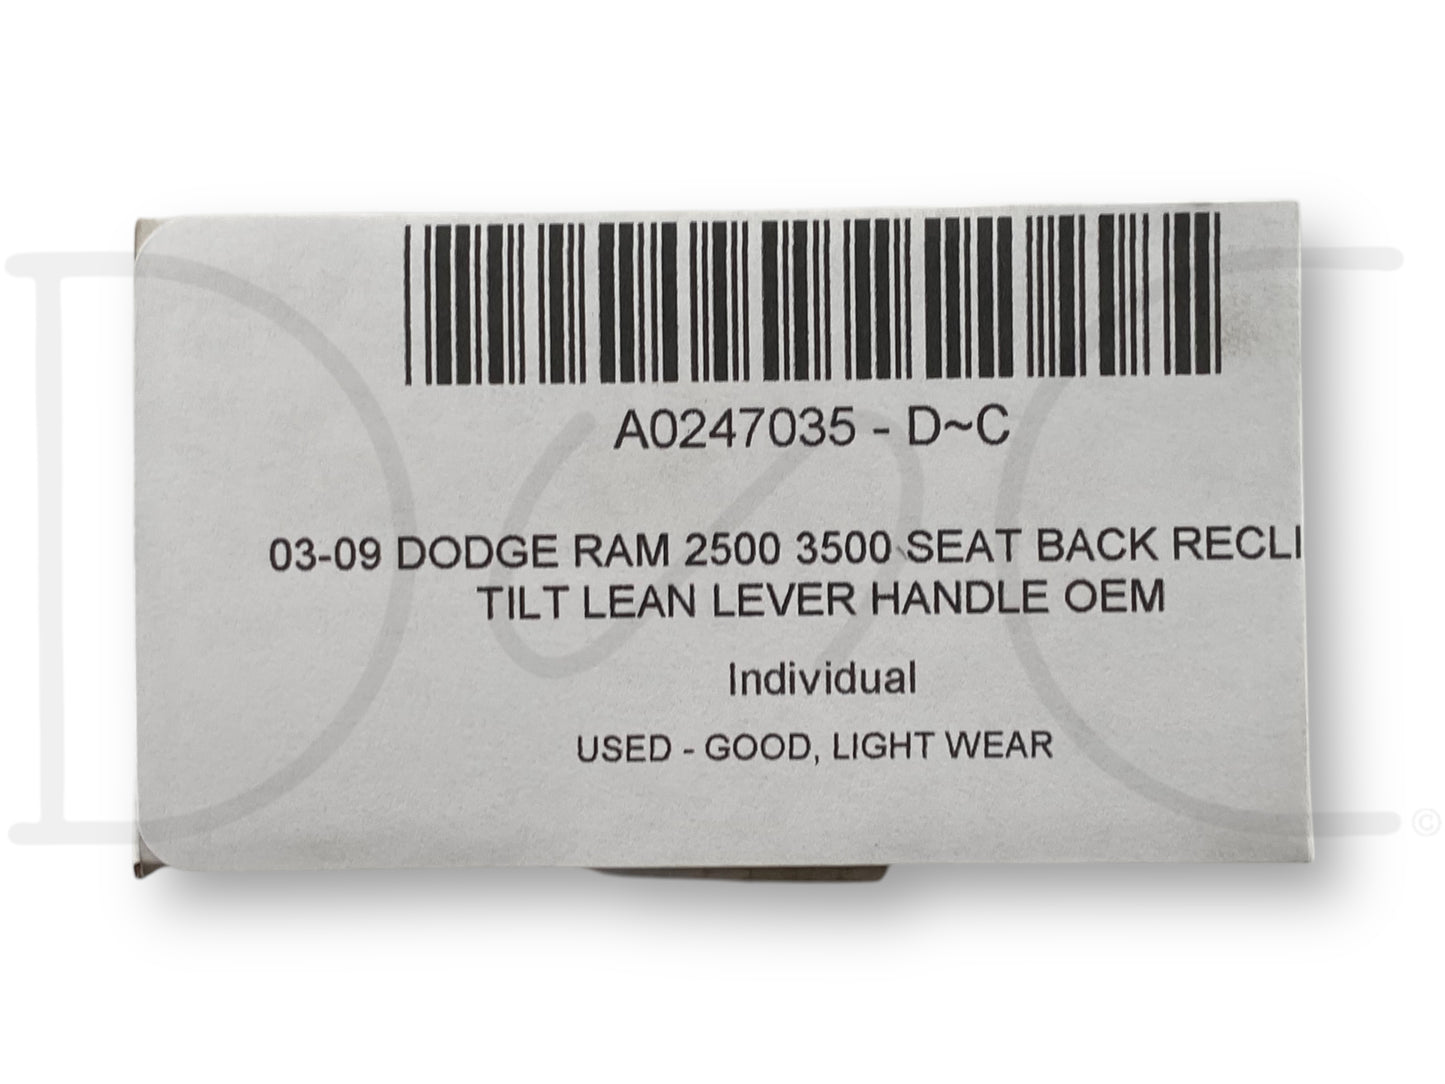 A0247035 - D~C
03-09 DODGE RAM 2500 3500 SEAT BACK RECLI
TILT LEAN LEVER HANDLE OEM
Individual
USED - GOOD, LIGHT WEAR
DSC
©